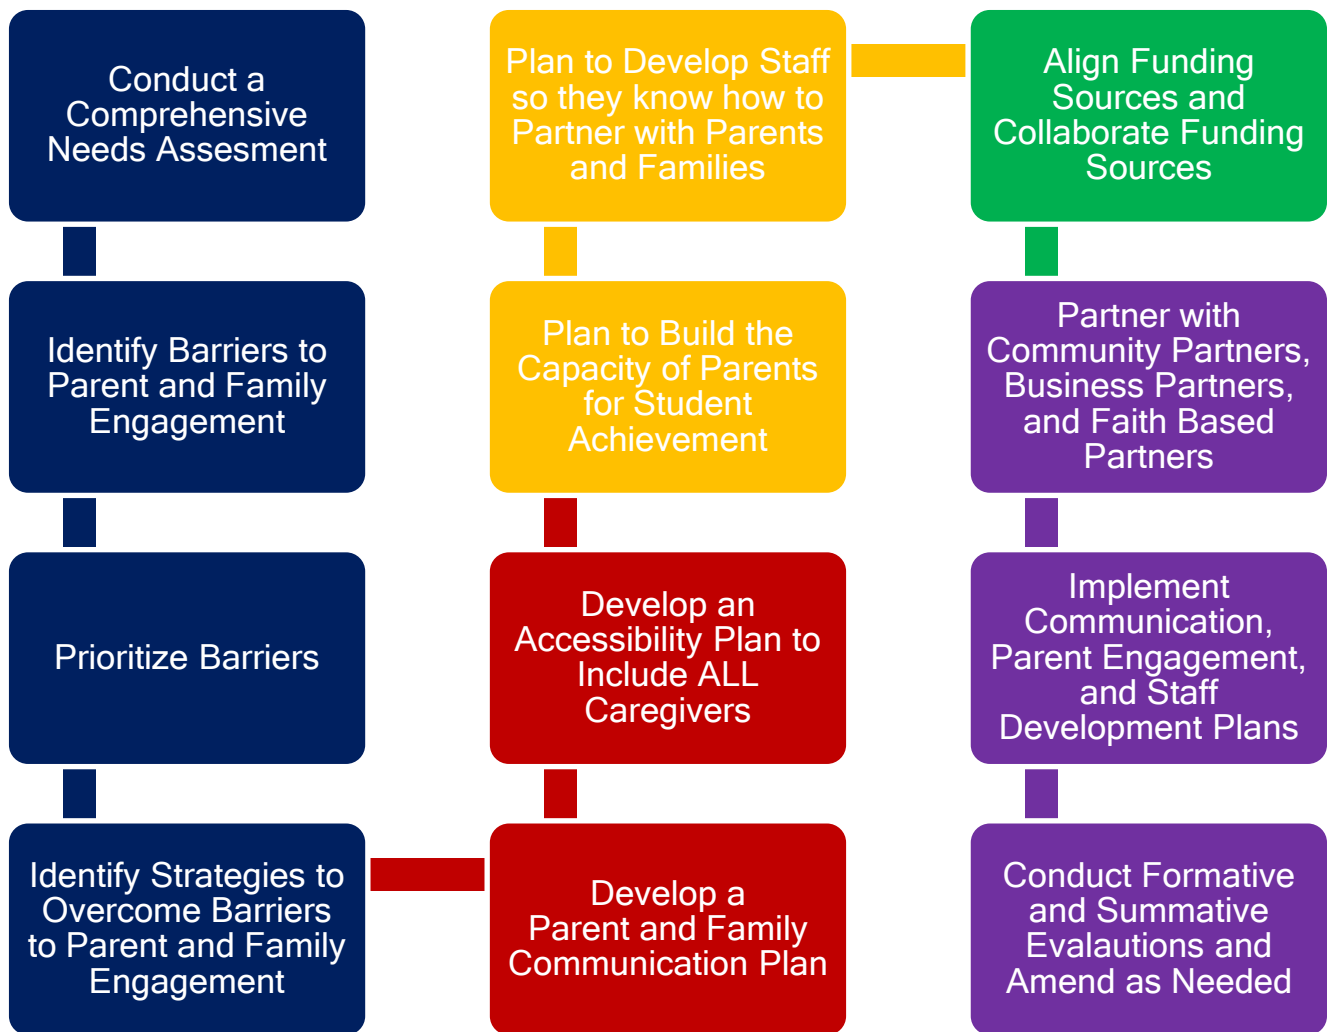 Conduct a
Comprehensive
Needs Assesment
Identify Barriers to
Parent and Family
Engagement
Prioritize Barriers
Identify Strategies to
Overcome Barriers
to Parent and Family
Engagement
Develop a
Parent and Family
Communication Plan
Develop an
Accessibility Plan to
Include ALL
Caregivers
Plan to Build the
Capacity of Parents
for Student
Achievement
Plan to Develop Staff
so they know how to
Partner with Parents
and Families
Align Funding
Sources and
Collaborate Funding
Sources
Partner with
Community Partners,
Business Partners,
and Faith Based
Partners
Implement
Communication,
Parent Engagement,
and Staff
Development Plans
Conduct Formative
and Summative
Evalautions and
Amend as Needed